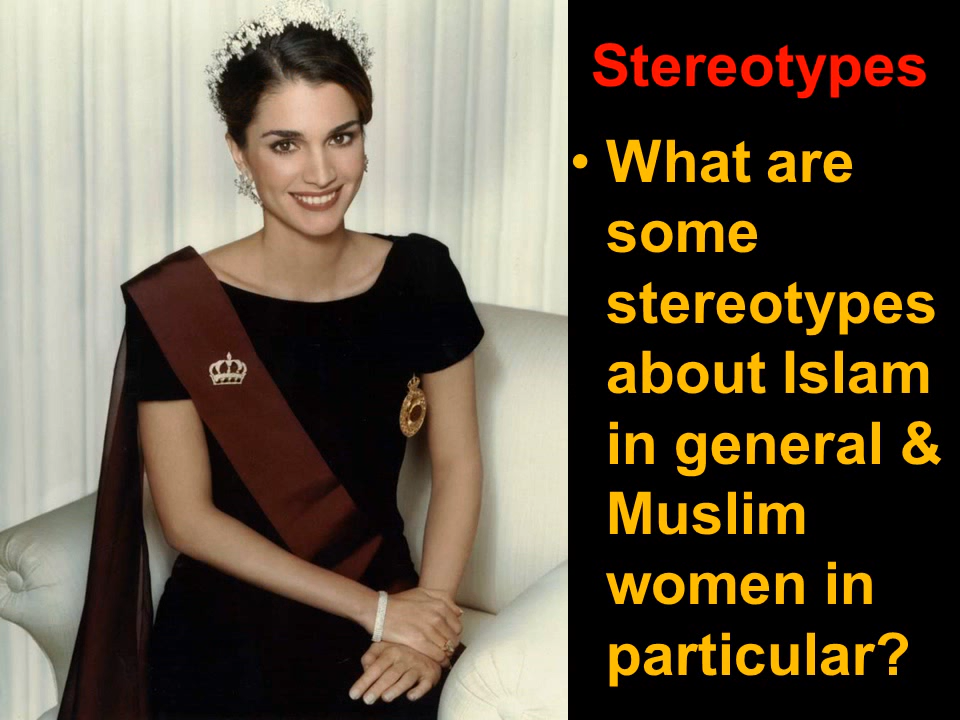 Stereotypes
• What are
some
stereotypes
about Islam
in general &
Muslim
women in
particular?